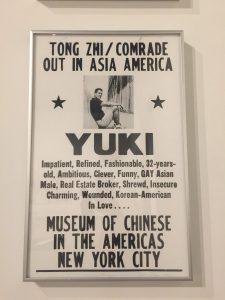 TONG ZHI/COMRADE
OUT IN ASIA AMERICA
YUKI
Impatient, Refined, Fashionable, 32-years-
old, Ambitious, Clever, Funny, GAY Asian
Male, Real Estate Broker, Shrewd, Insecure
Charming, Wounded, Korean-American
In Love....
MUSEUM OF CHINESE
IN THE AMERICAS
NEW YORK CITY